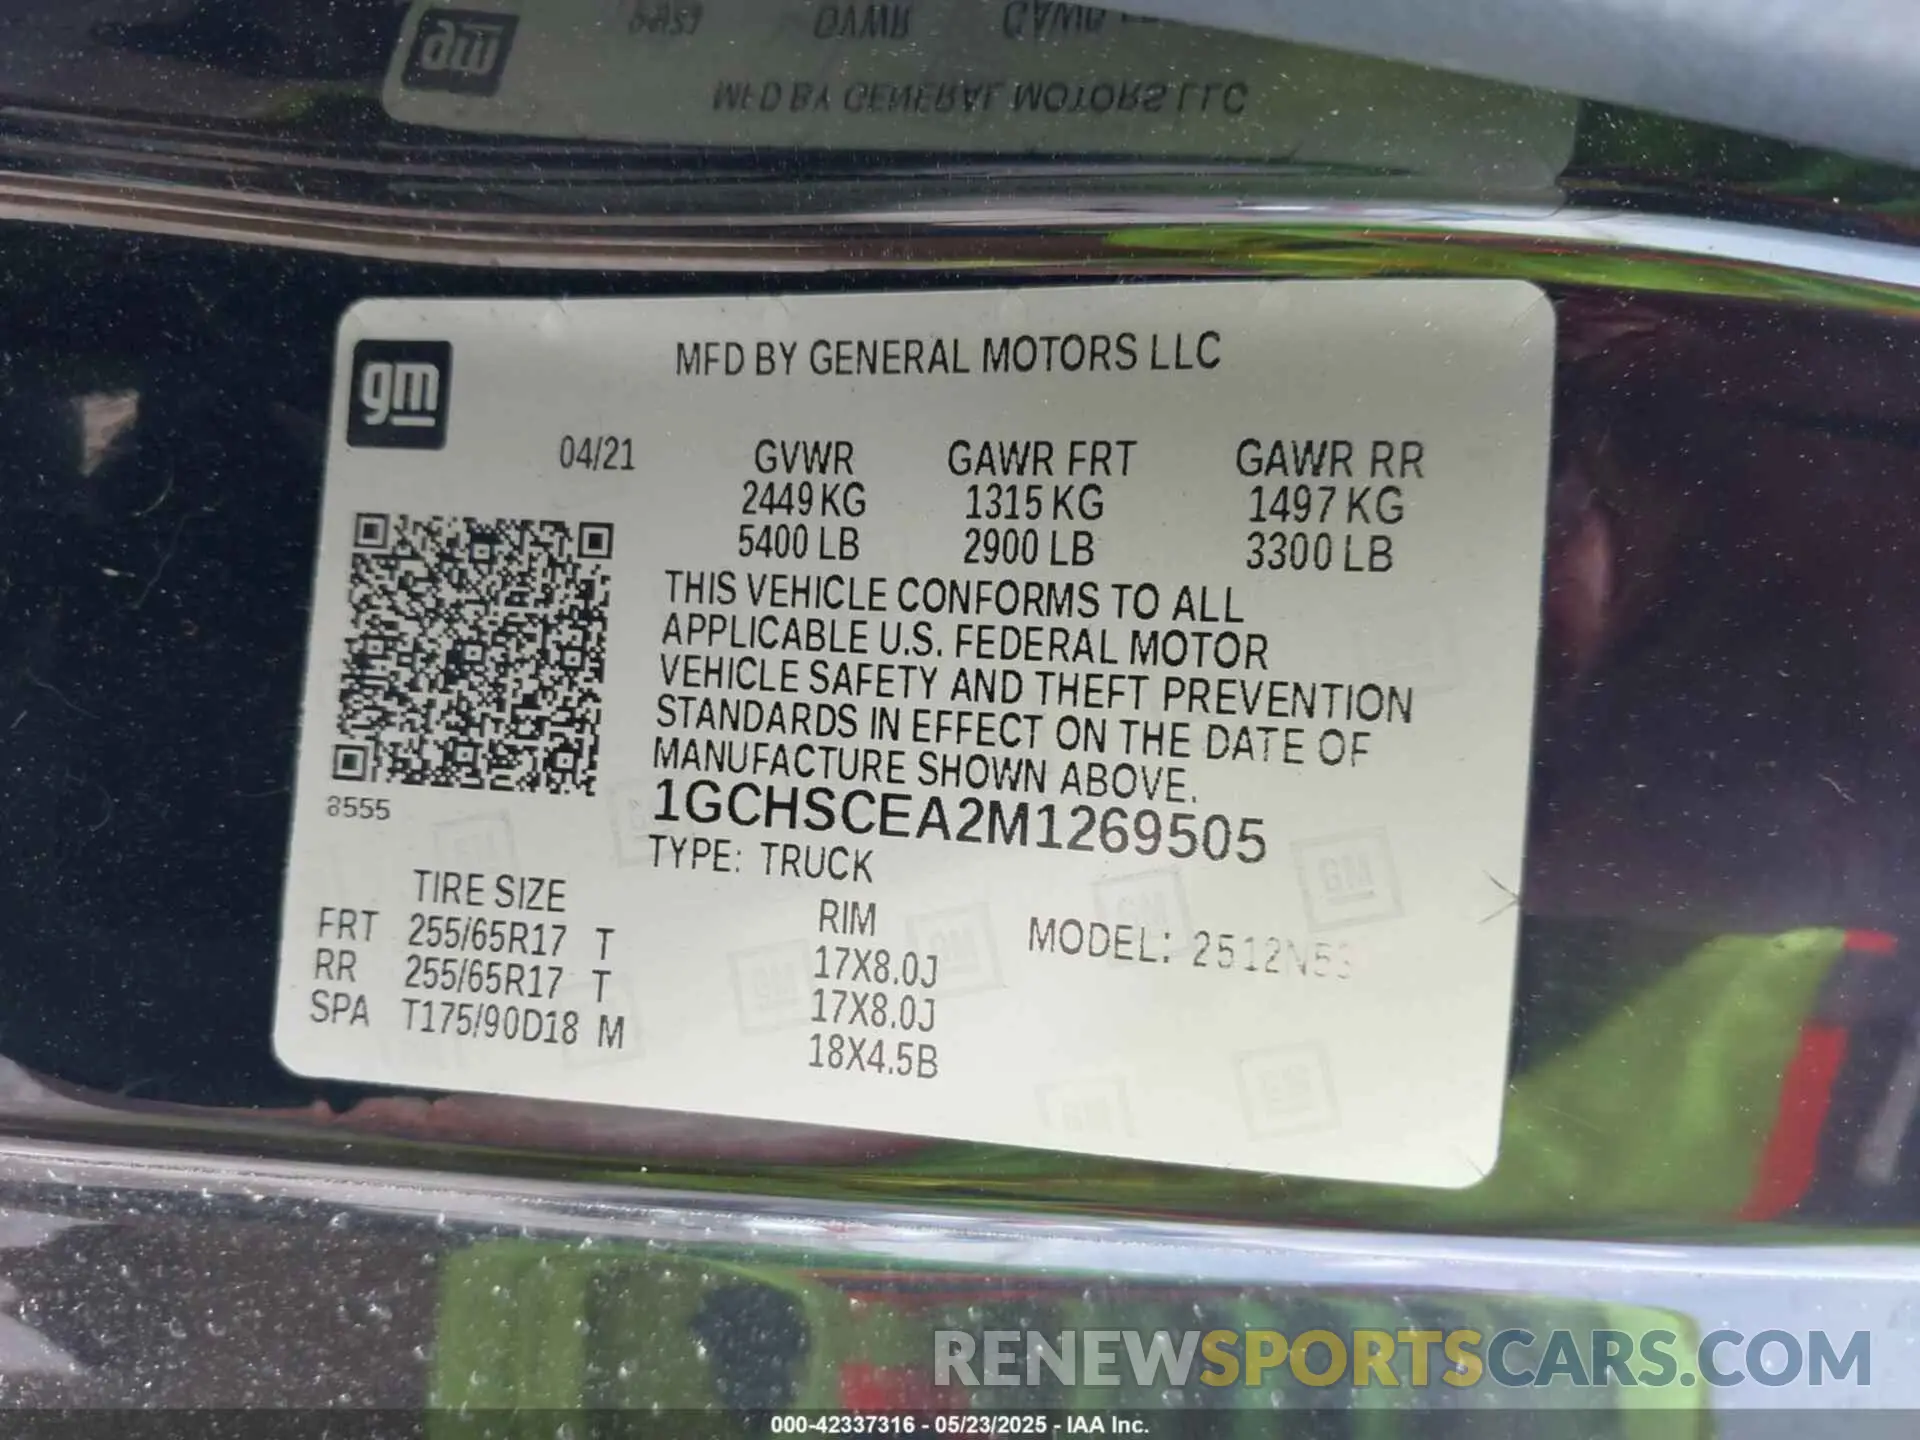 gm
MFD BY GENERAL MOTORS LLC
04/21 GVWR GAWR FRT GAWR RR
2449 KG 1315 KG 1497 KG
5400 LB 2900 LB 3300 LB
THIS VEHICLE CONFORMS TO ALL
APPLICABLE U.S. FEDERAL MOTOR
VEHICLE SAFETY AND THEFT PREVENTION
STANDARDS IN EFFECT ON THE DATE OF
MANUFACTURE SHOWN ABOVE.
8555
1GCHSCEA2M1269505
TYPE: TRUCK
TIRE SIZE RIM MODEL:
FRT 255/65R17 T 17X8.0J
RR 255/65R17 T 17X8.0J
SPA T175/90D18 M 18X4.5B
RENEWSPORTSCARS.COM
000-42337316 - 05/23/2025 - IAA Inc.